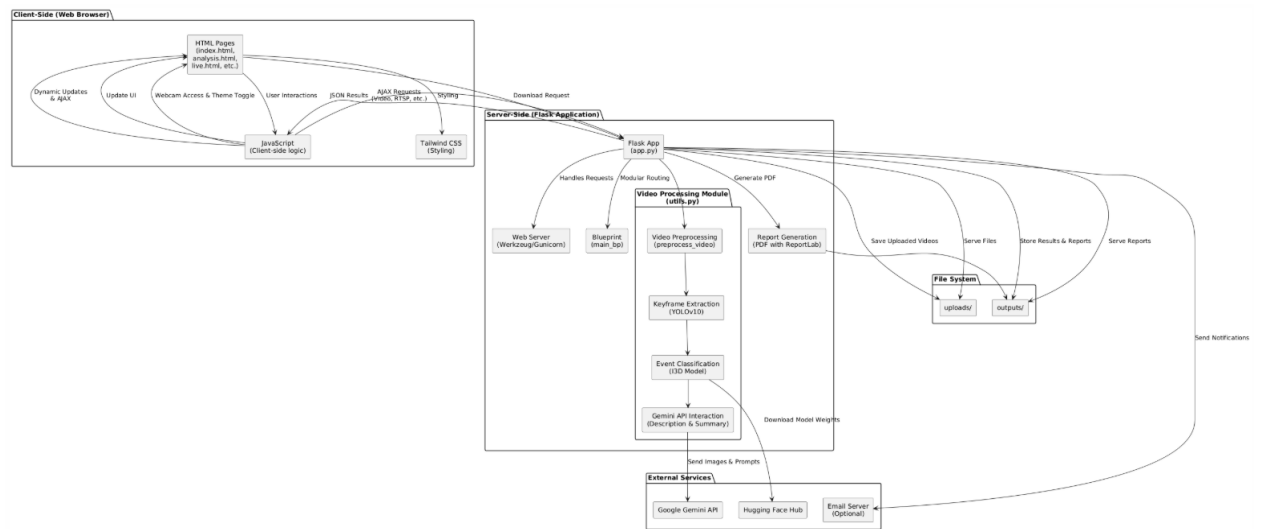 Client-Side (Web Browser)
HTML Pages
(index.html,
analysis.html,
live.html, etc.)
Dynamic Updates
& AJAX
Update UI
Webcam Access & Theme Toggle
User Interactions
JSON Results
AJAX Requests
(Video, RTSP, etc.)
Styling
Download Request
JavaScript
(Client-side logic)
Tailwind CSS
(Styling)
Server-Side (Flask Application)
Flask App
(app.py)
Handles Requests
Modular Routing
Generate PDF
Video Processing Module
(utils.py)
Web Server
(Werkzeug/Gunicorn)
Blueprint
(main_bp)
Video Preprocessing
(preprocess_video)
Report Generation
(PDF with ReportLab)
Save Uploaded Videos
Serve Files
Store Results & Reports
Serve Reports
File System
uploads/
outputs/
Keyframe Extraction
(YOLOv10)
Send Notifications
Event Classification
(I3D Model)
Gemini API Interaction
(Description & Summary)
Download Model Weights
Send Images & Prompts
External Services
Google Gemini API
Hugging Face Hub
Email Server
(Optional)